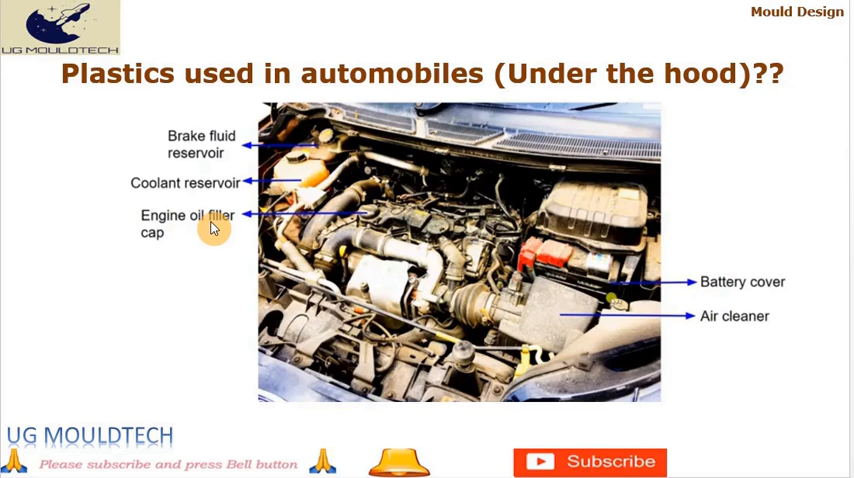 Mould Design
UG MOULDTECH
Plastics used in automobiles (Under the hood)??
Brake fluid
reservoir
Coolant reservoir
Engine oil filler
cap
Battery cover
Air cleaner
UG MOULDTECH
Please subscribe and press Bell button
Subscribe